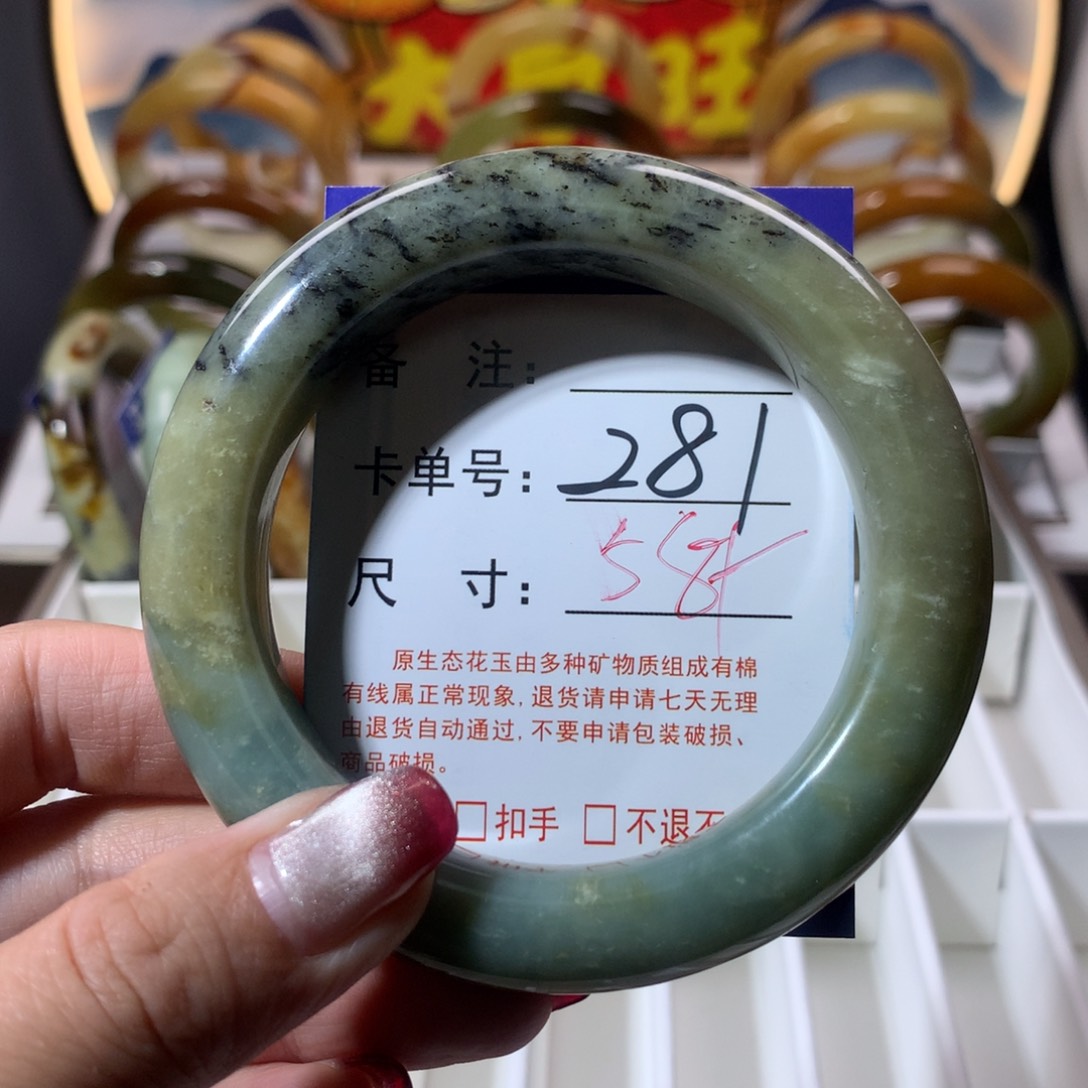 大 旺
备 注:
卡单号: 281
尺 寸: 58
原生态花玉由多种矿物质组成有棉
有线属正常现象,退货请申请七天无理
由退货自动通过,不要申请包装破损、
商品破损。
□扣手 □不退不